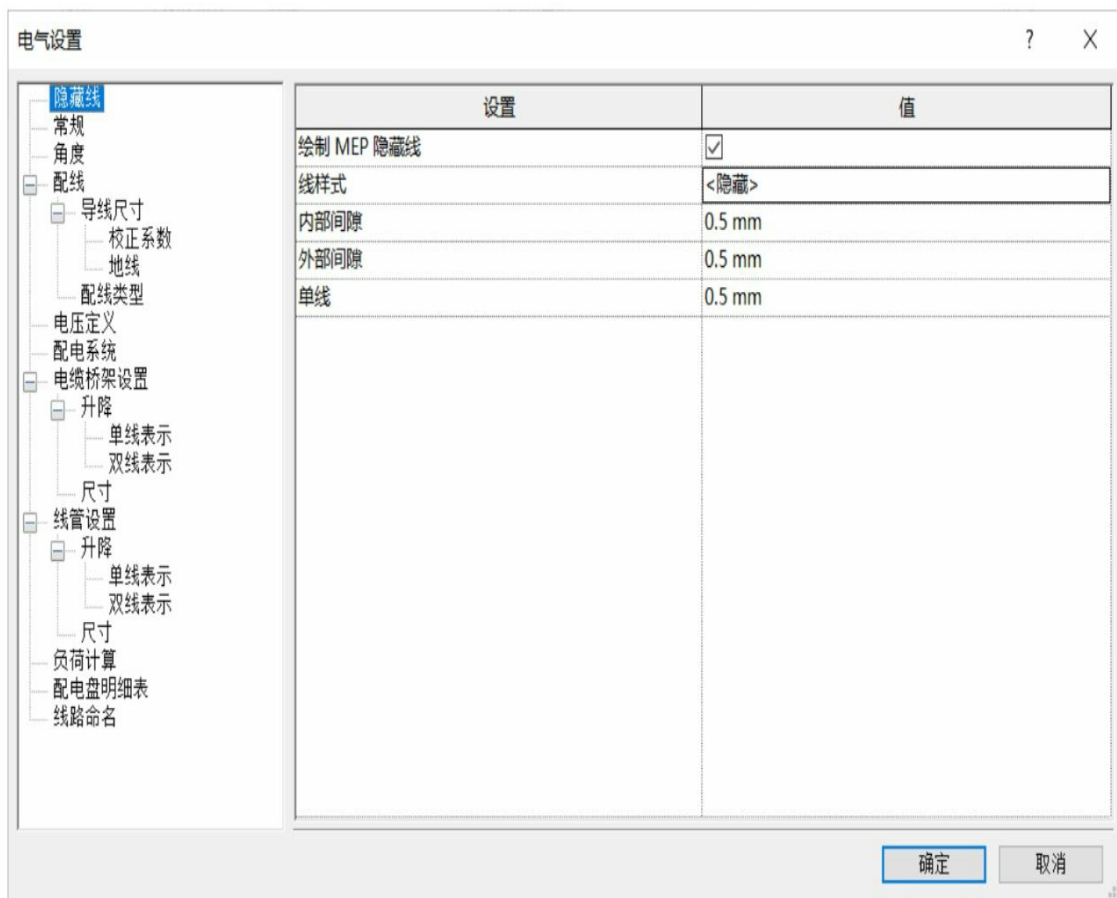 电气设置
隐藏线
常规
角度
配线
导线尺寸
校正系数
地线
配线类型
电压定义
配电系统
电缆桥架设置
升降
单线表示
双线表示
尺寸
线管设置
升降
单线表示
双线表示
尺寸
负荷计算
配电盘明细表
线路命名
设置 值
绘制 MEP 隐藏线
线样式 <隐藏>
内部间隙 0.5 mm
外部间隙 0.5 mm
单线 0.5 mm
确定 取消